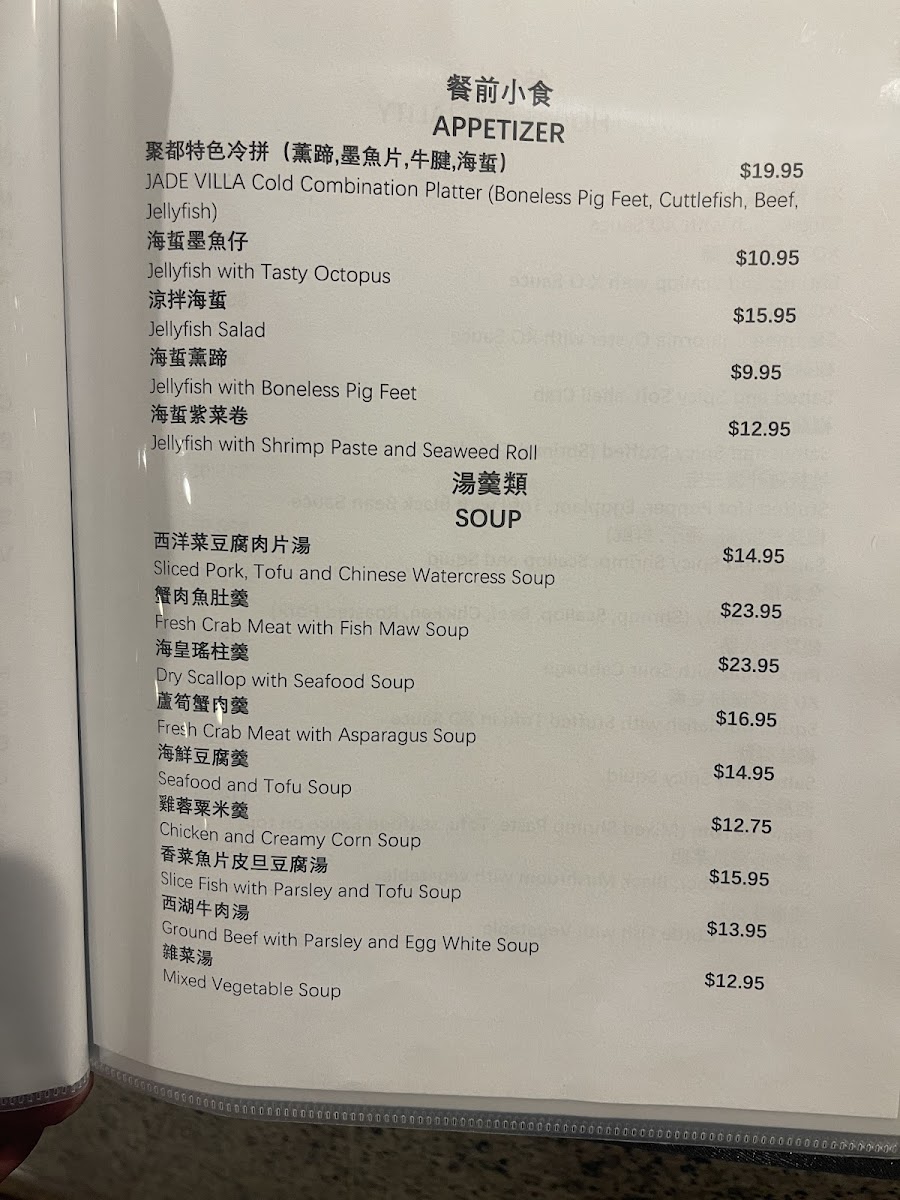 餐前小食
APPETIZER
聚都特色冷拼（薰蹄,墨魚片,牛腱,海蜇） $19.95
JADE VILLA Cold Combination Platter (Boneless Pig Feet, Cuttlefish, Beef,
Jellyfish)
海蜇墨魚仔 $10.95
Jellyfish with Tasty Octopus
涼拌海蜇 $15.95
Jellyfish Salad
海蜇薰蹄 $9.95
Jellyfish with Boneless Pig Feet
海蜇紫菜卷 $12.95
Jellyfish with Shrimp Paste and Seaweed Roll
湯羹類
SOUP
西洋菜豆腐肉片湯 $14.95
Sliced Pork, Tofu and Chinese Watercress Soup
蟹肉魚肚羹 $23.95
Fresh Crab Meat with Fish Maw Soup
海皇瑤柱羹 $23.95
Dry Scallop with Seafood Soup
蘆筍蟹肉羹 $16.95
Fresh Crab Meat with Asparagus Soup
海鮮豆腐羹 $14.95
Seafood and Tofu Soup
雞蓉粟米羹 $12.75
Chicken and Creamy Corn Soup
香菜魚片皮旦豆腐湯 $15.95
Slice Fish with Parsley and Tofu Soup
西湖牛肉湯 $13.95
Ground Beef with Parsley and Egg White Soup
雜菜湯 $12.95
Mixed Vegetable Soup